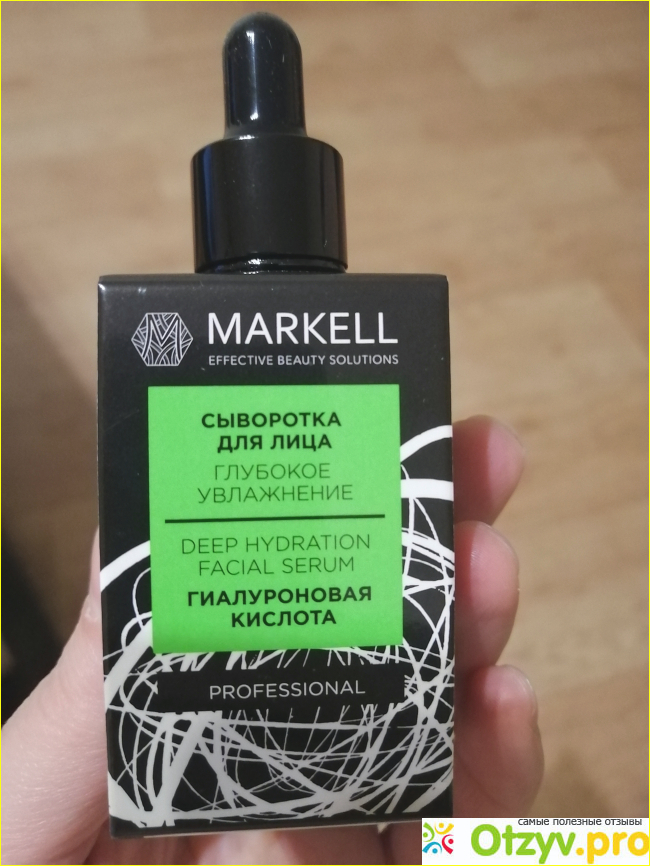 MARKELL
EFFECTIVE BEAUTY SOLUTIONS
СЫВОРОТКА
ДЛЯ ЛИЦА
ГЛУБОКОЕ
УВЛАЖНЕНИЕ
DEEP HYDRATION
FACIAL SERUM
ГИАЛУРОНОВАЯ
КИСЛОТА
PROFESSIONAL
самые полезные отзывы
Otzyv.pro